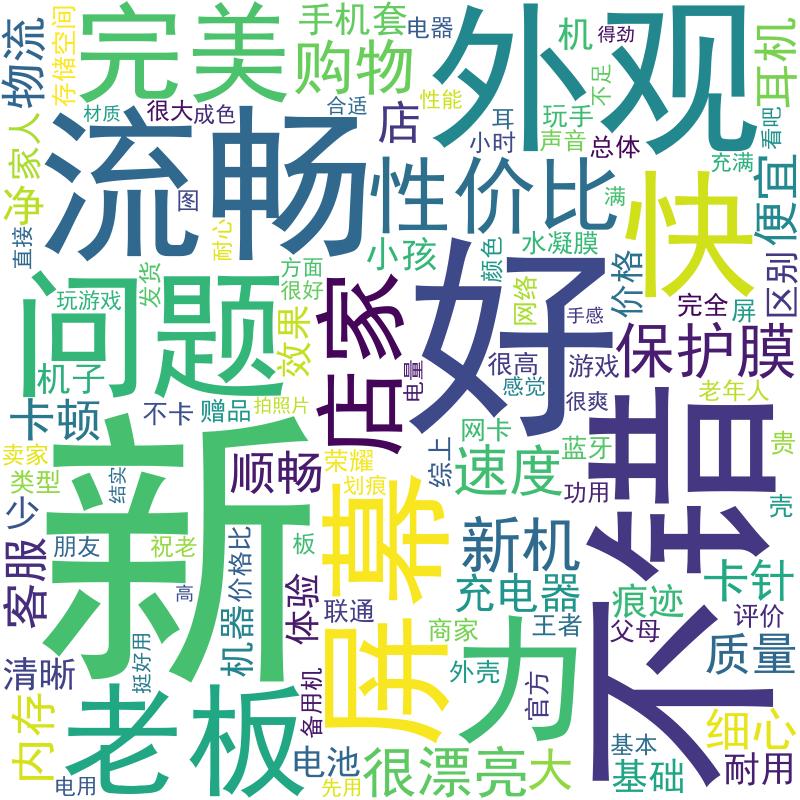 物流
存储空间
完美
手机套
电器
购物
外观
机
得劲
耳机
材质
很大
成色
合适
店
性能
耳
小时
玩手
声音
不足
总体
看吧
充满
家人
净
直接
流畅
图
耐心
性价比
满
快
便宜
小孩
颜色
水凝膜
价格
区别
问题
玩游戏
发货
方面
很好
效果
店家
好
网络
手感
完全
屏
保护膜
机子
卡顿
不卡
赠品
拍照片
电量
很高
感觉
游戏
很爽
老年人
卖家
类型
结实
新
顺畅
荣耀
划痕
综上
网卡
速度
蓝牙
功用
不错
贵
壳
少
客服
朋友
祝老
高
机器
价格比
板
体验
屏幕
联通
新机
充电器
王者
痕迹
父母
卡针
评价
质量
清晰
挺好用
备用机
商家
外壳
力
官方
内存
电用
老板
电池
先用
很漂亮
大
基本
基础
细心
耐用